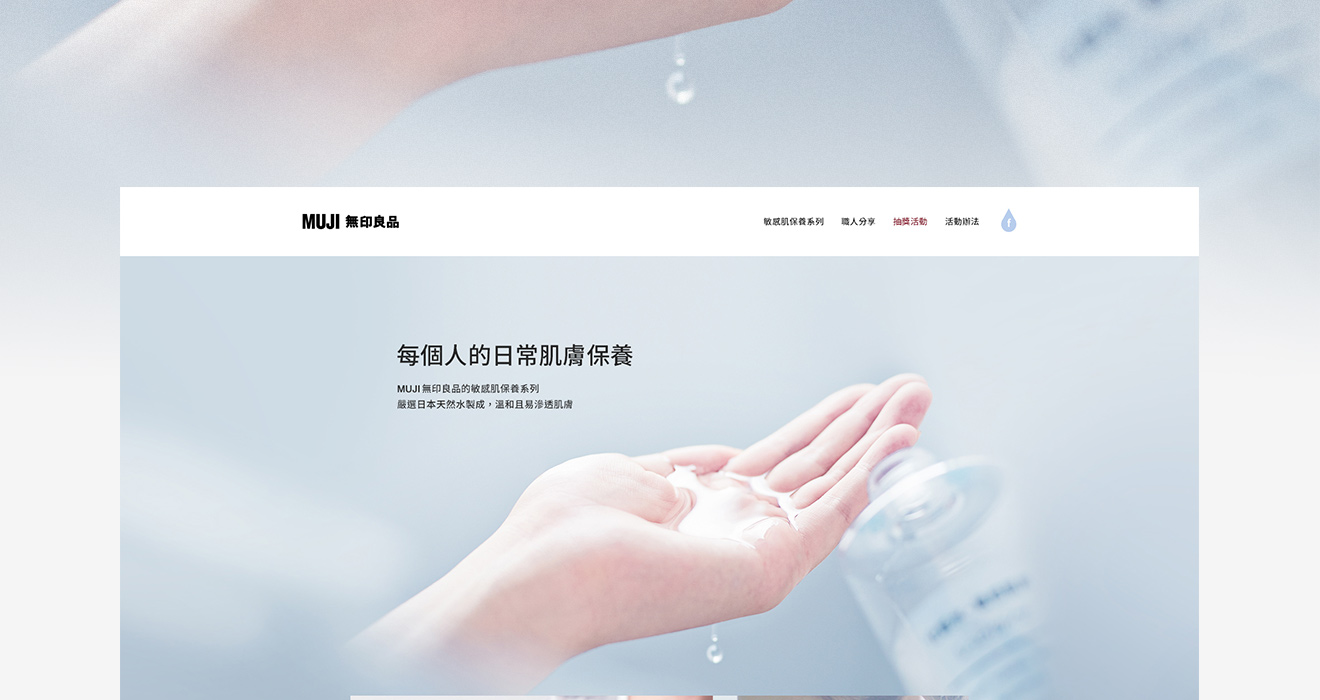 MUJI 無印良品
敏感肌保養系列 職人分享 抽獎活動 活動辦法 f
每個人的日常肌膚保養
MUJI 無印良品的敏感肌保養系列
嚴選日本天然水製成，溫和且易滲透肌膚